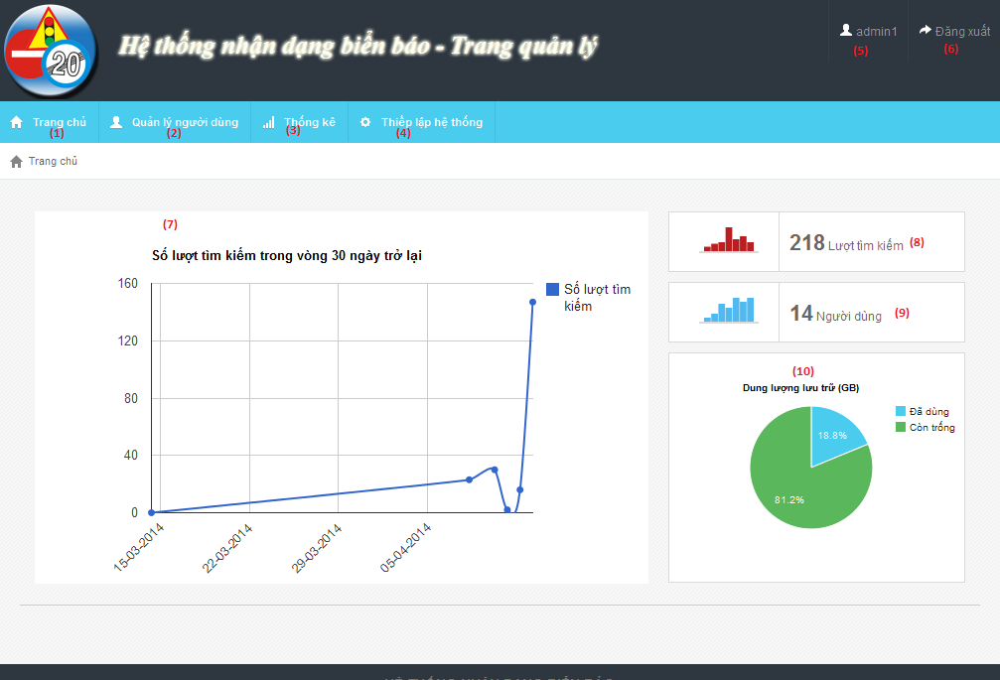 20
Hệ thống nhận dạng biển báo - Trang quản lý
admin1
(5)
Đăng xuất
(6)
Trang chủ
(1)
Quản lý người dùng
(2)
Thống kê
(3)
Thiếp lập hệ thống
(4)
Trang chủ
(7)
Số lượt tìm kiếm trong vòng 30 ngày trở lại
160
120
80
40
0
15-03-2014
22-03-2014
29-03-2014
05-04-2014
Số lượt tìm
kiếm
218 Lượt tìm kiếm (8)
14 Người dùng (9)
(10)
Dung lượng lưu trữ (GB)
18.8%
81.2%
Đã dùng
Còn trống